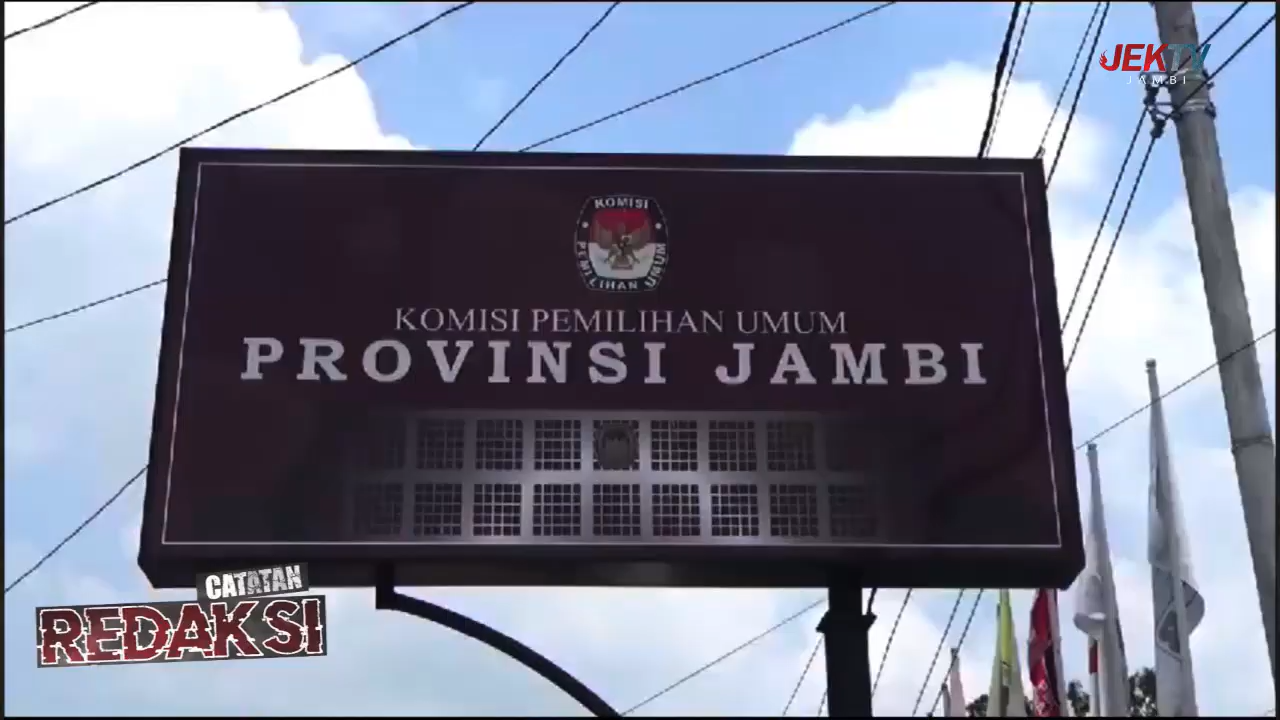 JEKTV
JAMBI
KOMISI
PEMILIHAN UMUM
KOMISI PEMILIHAN UMUM
PROVINSI JAMBI
CATATAN
REDAKSI